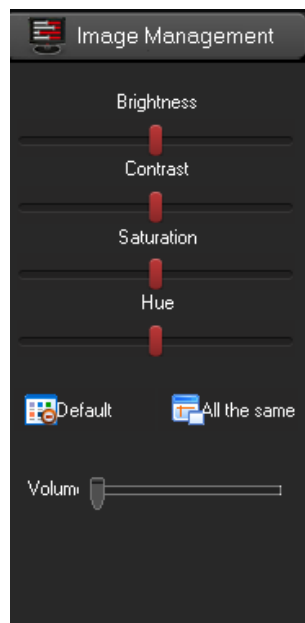 Image Management
Brightness
Contrast
Saturation
Hue
Default All the same
Volum